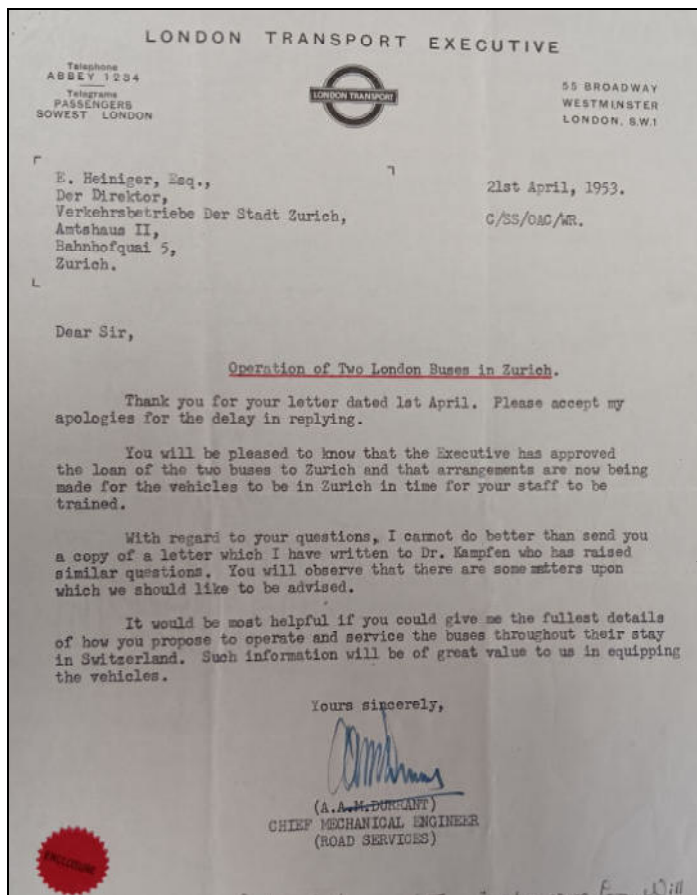 LONDON TRANSPORT EXECUTIVE
Telephone
ABBEY 1234
Telegrams
PASSENGERS
SOWEST LONDON
LONDON TRANSPORT
55 BROADWAY
WESTMINSTER
LONDON, S.W.1
E. Heiniger, Esq.,
Der Direktor,
Verkehrsbetriebe Der Stadt Zurich,
Amtshaus II,
Bahnhofquai 5,
Zurich.
21st April, 1953.
C/SS/OAC/WR.
Dear Sir,
Operation of Two London Buses in Zurich.
Thank you for your letter dated 1st April. Please accept my
apologies for the delay in replying.
You will be pleased to know that the Executive has approved
the loan of the two buses to Zurich and that arrangements are now being
made for the vehicles to be in Zurich in time for your staff to be
trained.
With regard to your questions, I cannot do better than send you
a copy of a letter which I have written to Dr. Kampfen who has raised
similar questions. You will observe that there are some matters upon
which we should like to be advised.
It would be most helpful if you could give me the fullest details
of how you propose to operate and service the buses throughout their stay
in Switzerland. Such information will be of great value to us in equipping
the vehicles.
Yours sincerely,
(A.A.M.DURRANT)
CHIEF MECHANICAL ENGINEER
(ROAD SERVICES)
ENCLOSURE